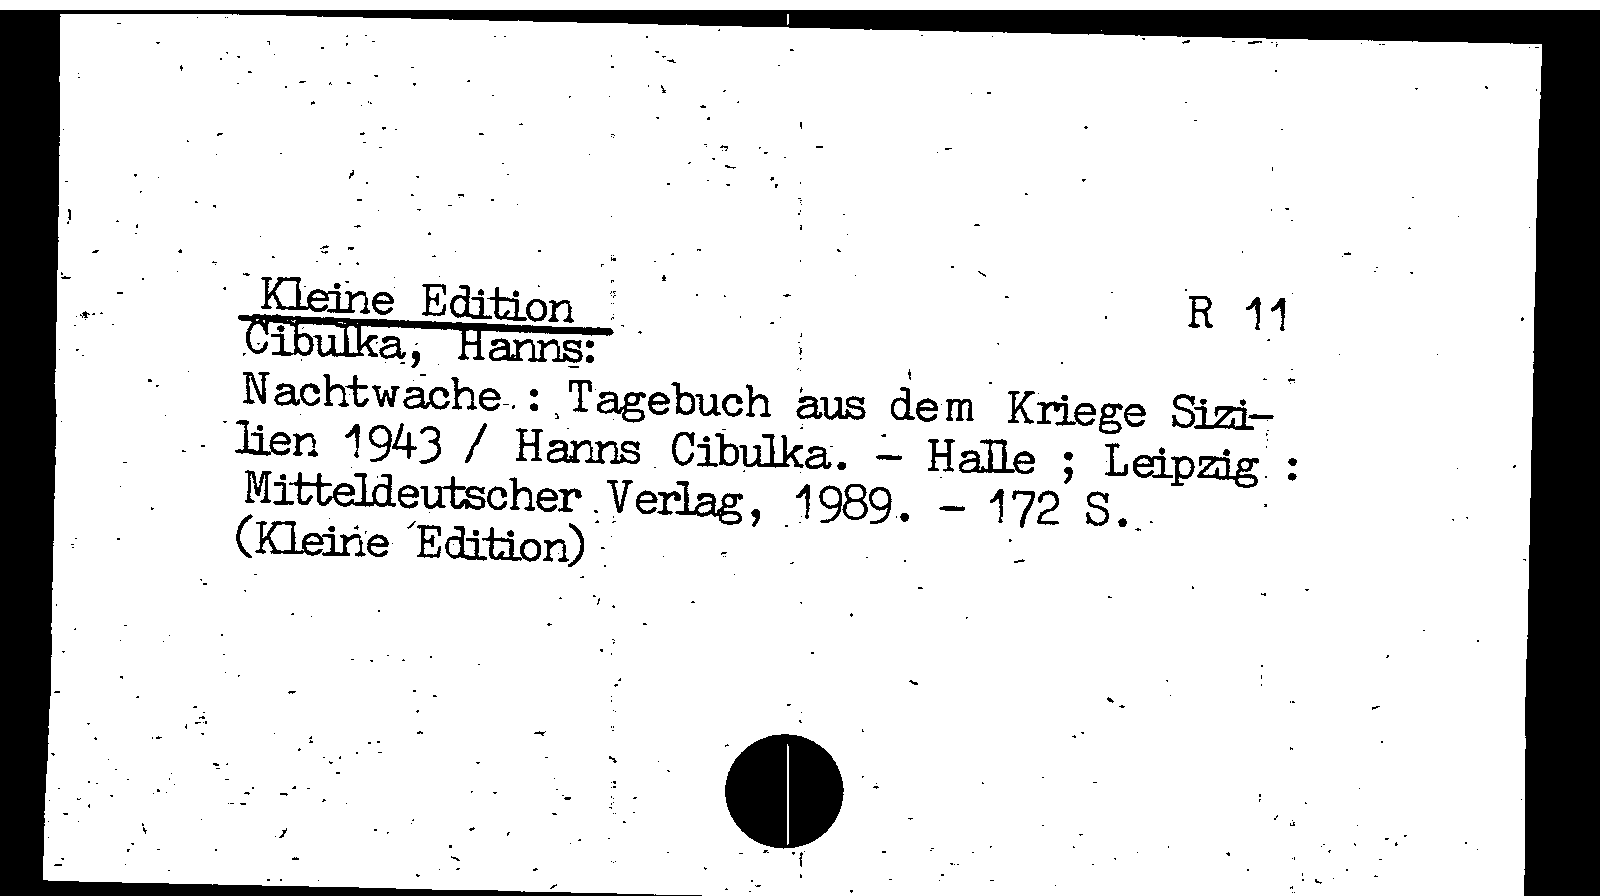 Kleine Edition R 11
Cibulka, Hanns:
Nachtwache : Tagebuch aus dem Kriege Sizi-
lien 1943 / Hanns Cibulka. - Halle ; Leipzig :
Mitteldeutscher Verlag, 1989. - 172 S.
(Kleine Edition)